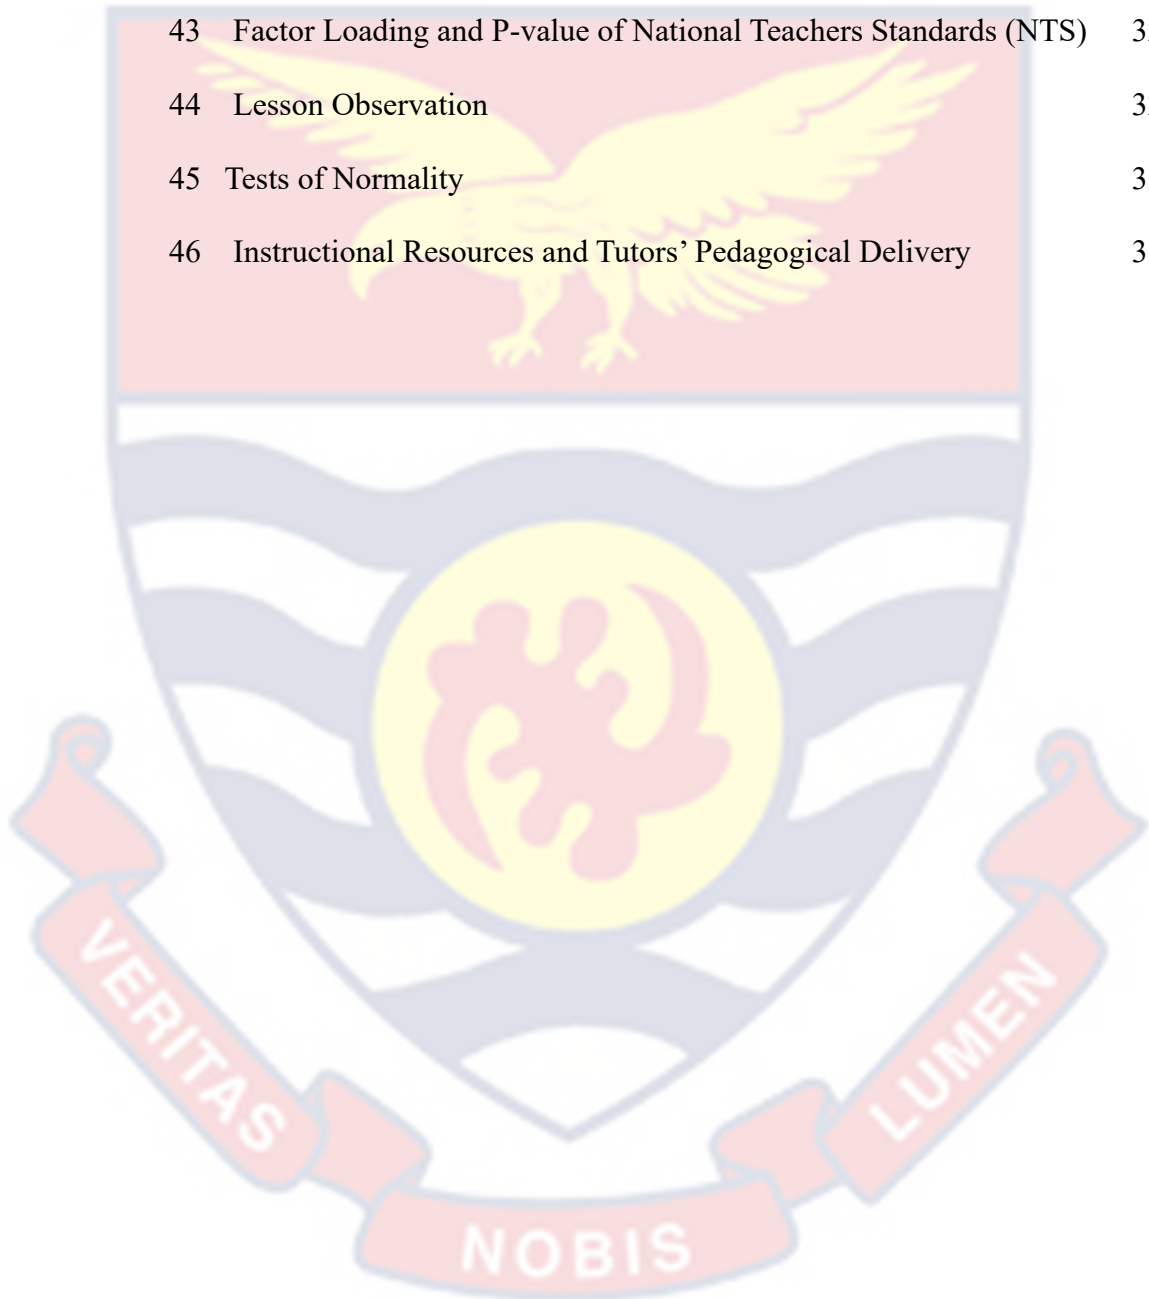 43 Factor Loading and P-value of National Teachers Standards (NTS)
44 Lesson Observation
45 Tests of Normality
46 Instructional Resources and Tutors’ Pedagogical Delivery
VERITAS
NOBIS
LUMEN